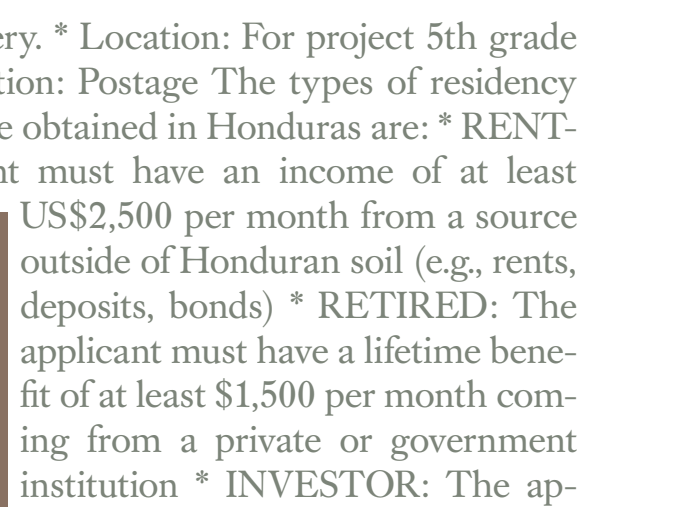 ery. * Location: For project 5th grade
tion: Postage The types of residency
e obtained in Honduras are: * RENT-
nt must have an income of at least
US$2,500 per month from a source
outside of Honduran soil (e.g., rents,
deposits, bonds) * RETIRED: The
applicant must have a lifetime bene-
fit of at least $1,500 per month com-
ing from a private or government
institution * INVESTOR: The ap-